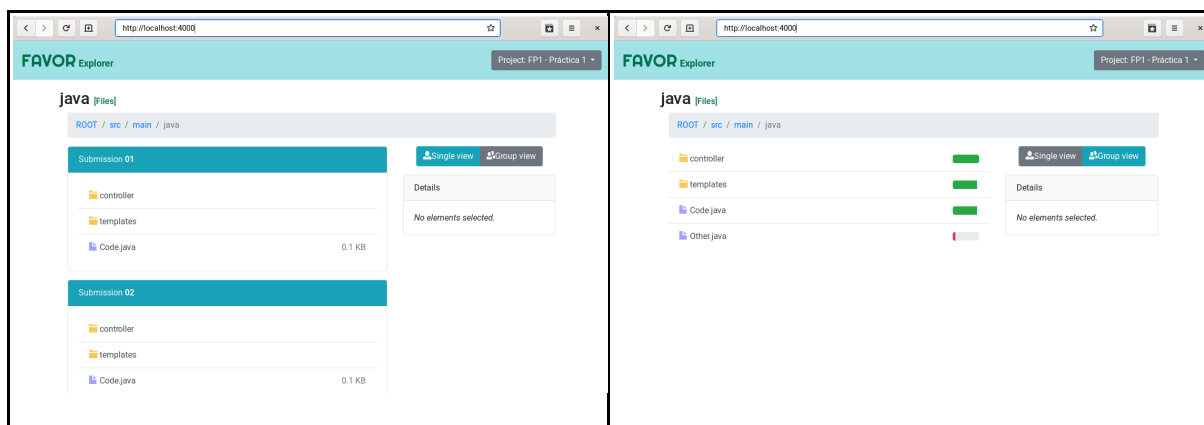 http://localhost:4000
FAVOR Explorer
Project: FP1 - Práctica 1
java [Files]
ROOT / src / main / java
Submission 01
controller
templates
Code.java 0.1 KB
Submission 02
controller
templates
Code.java 0.1 KB
Single view Group view
Details
No elements selected.
http://localhost:4000
FAVOR Explorer
Project: FP1 - Práctica 1
java [Files]
ROOT / src / main / java
controller
templates
Code.java
Other.java
Single view Group view
Details
No elements selected.